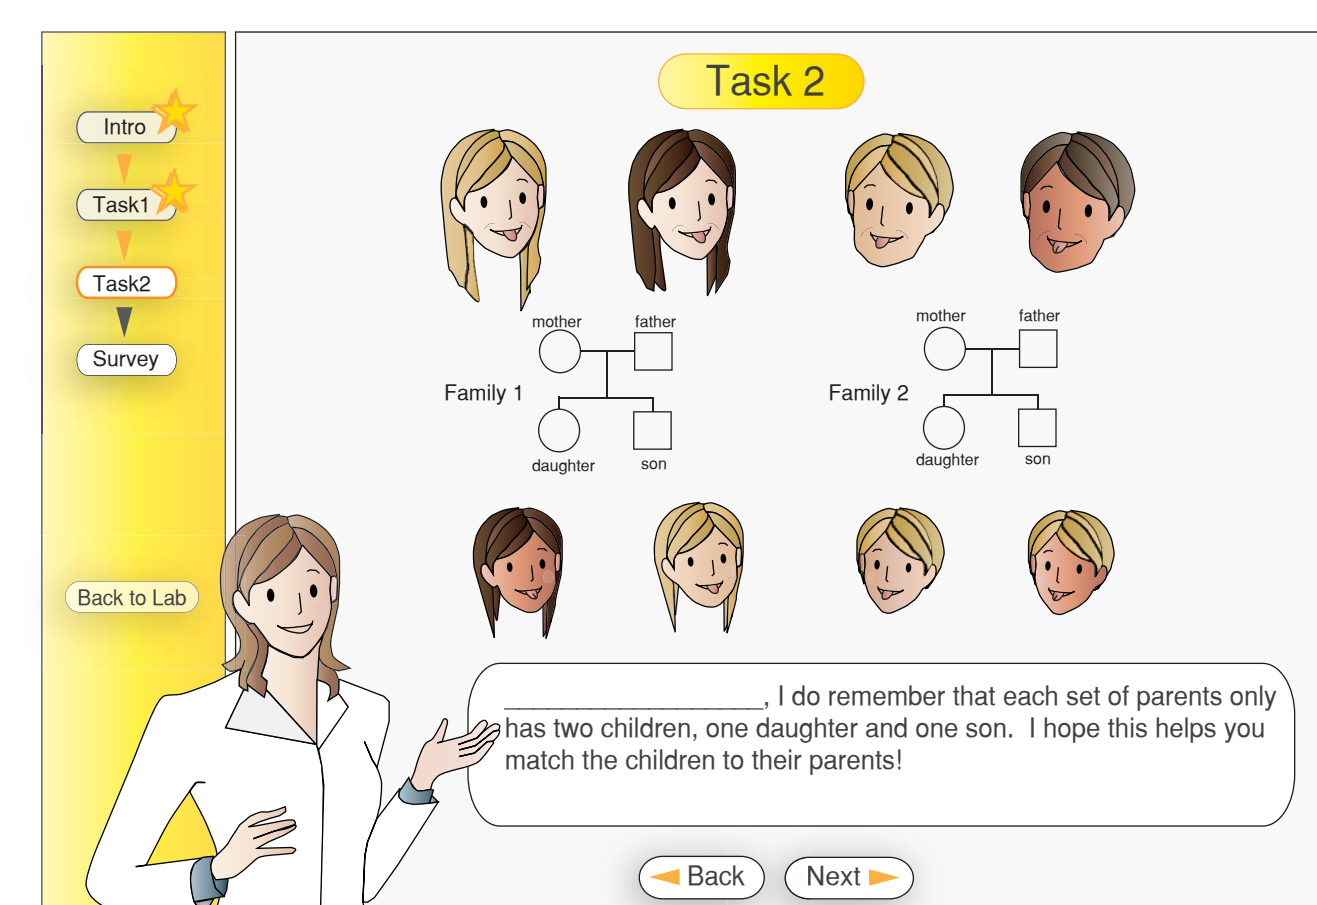 Task 2
Intro
Task1
Task2
Survey
Back to Lab
mother father
Family 1
daughter son
mother father
Family 2
daughter son
__________________, I do remember that each set of parents only
has two children, one daughter and one son.  I hope this helps you
match the children to their parents!
Back Next